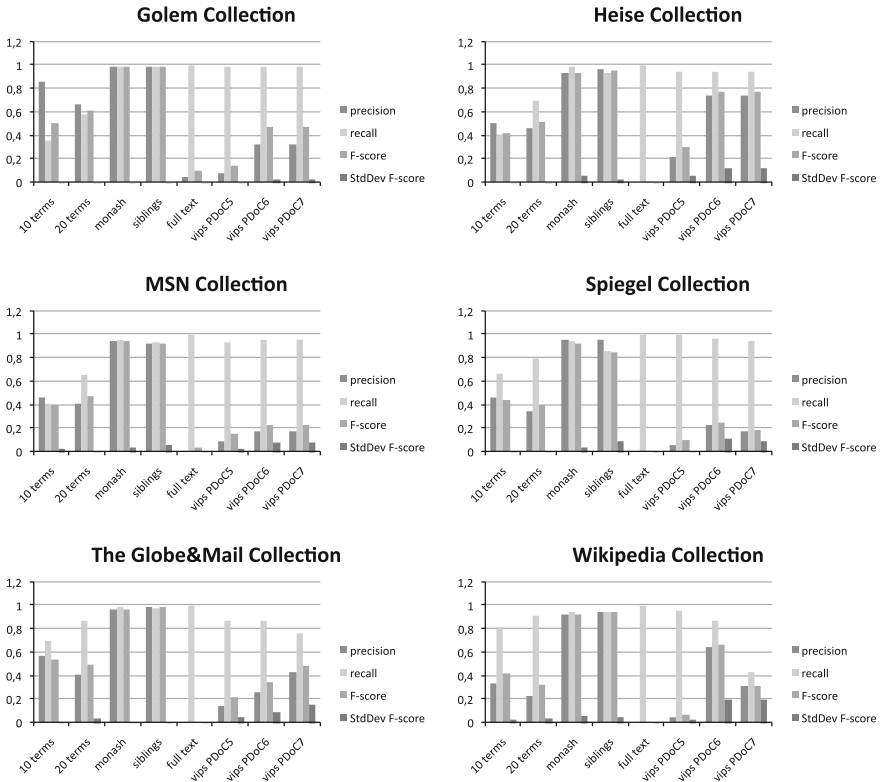 Golem Collection
1,2
1
0,8
0,6
0,4
0,2
0
10 terms
20 terms
monash
siblings
full text
vips PDoC5
vips PDoC6
vips PDoC7
precision
recall
F-score
StdDev F-score
Heise Collection
1,2
1
0,8
0,6
0,4
0,2
0
10 terms
20 terms
monash
siblings
full text
vips PDoC5
vips PDoC6
vips PDoC7
precision
recall
F-score
StdDev F-score
MSN Collection
1,2
1
0,8
0,6
0,4
0,2
0
10 terms
20 terms
monash
siblings
full text
vips PDoC5
vips PDoC6
vips PDoC7
precision
recall
F-score
StdDev F-score
Spiegel Collection
1,2
1
0,8
0,6
0,4
0,2
0
10 terms
20 terms
monash
siblings
full text
vips PDoC5
vips PDoC6
vips PDoC7
precision
recall
F-score
StdDev F-score
The Globe&Mail Collection
1,2
1
0,8
0,6
0,4
0,2
0
10 terms
20 terms
monash
siblings
full text
vips PDoC5
vips PDoC6
vips PDoC7
precision
recall
F-score
StdDev F-score
Wikipedia Collection
1,2
1
0,8
0,6
0,4
0,2
0
10 terms
20 terms
monash
siblings
full text
vips PDoC5
vips PDoC6
vips PDoC7
precision
recall
F-score
StdDev F-score